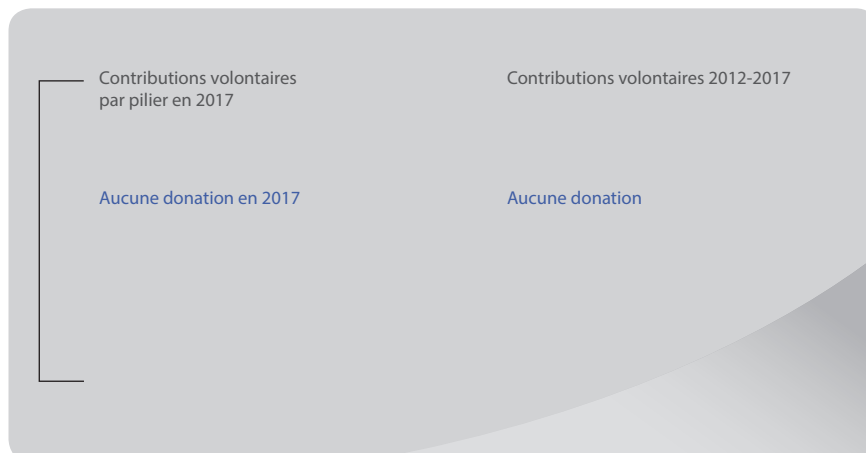 Contributions volontaires
par pilier en 2017
Contributions volontaires 2012-2017
Aucune donation en 2017
Aucune donation